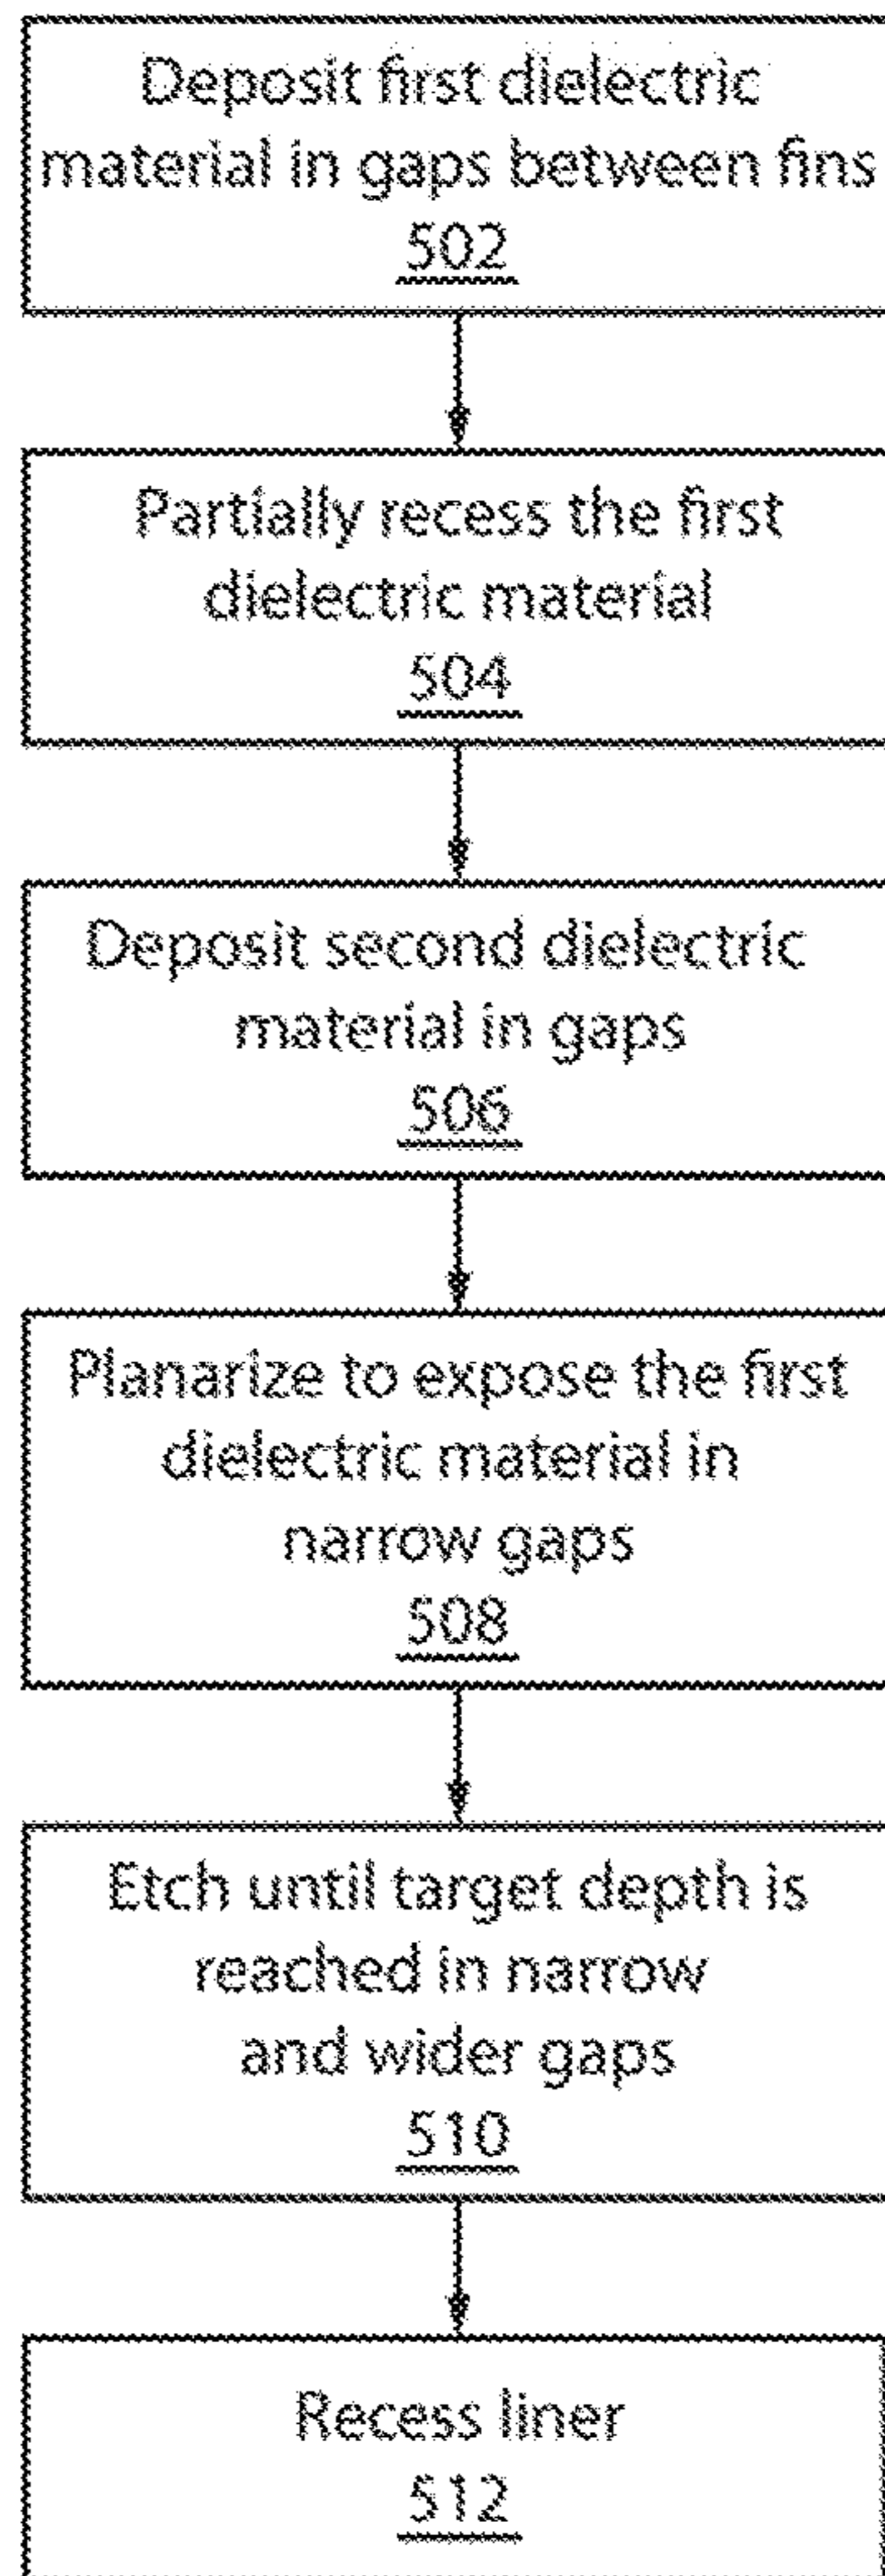 Deposit first dielectric
material in gaps between fins
502
Partially recess the first
dielectric material
504
Deposit second dielectric
material in gaps
506
Planarize to expose the first
dielectric material in
narrow gaps
508
Etch until target depth is
reached in narrow
and wider gaps
510
Recess liner
512